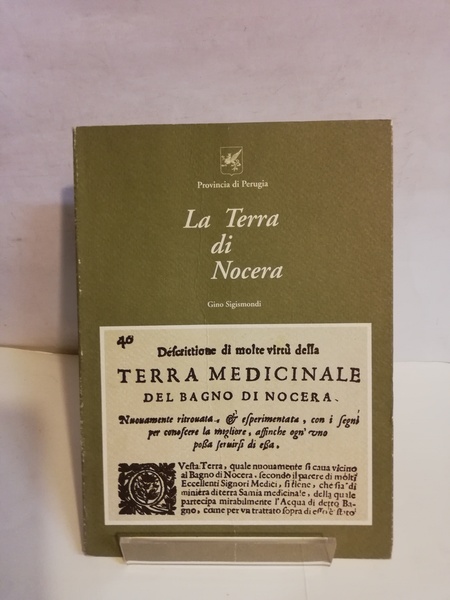 Provincia di Perugia
La Terra
di
Nocera
Gino Sigismondi
40
Descrittione di molte virtù della
TERRA MEDICINALE
DEL BAGNO DI NOCERA.
Nuouamente ritrouata, & esperimentata, con i segni
per conoscere la migliore, affinche ogn'vno
possa seruirsi di essa.
QVesta Terra, quale nuouamente si caua vicino
al Bagno di Nocera, secondo il parere di molti
Eccellenti Signori Medici, si tiene, che sia di
miniera di terra Samia medicinale, della quale
partecipa mirabilmente l'Acqua di detto Ba-
gno, come per vn trattato sopra di esso è stato